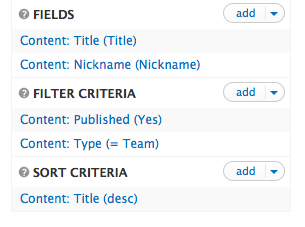 FIELDS add
Content: Title (Title)
Content: Nickname (Nickname)
FILTER CRITERIA add
Content: Published (Yes)
Content: Type (= Team)
SORT CRITERIA add
Content: Title (desc)